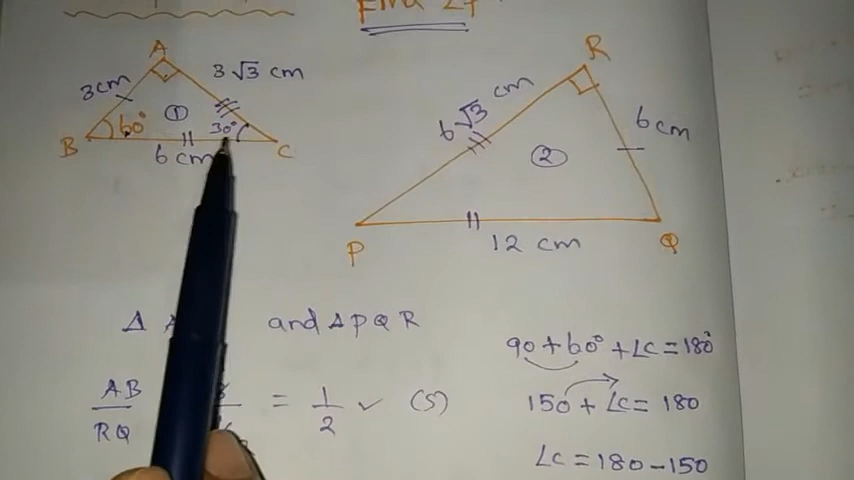 Find ∠P
A
3cm
3√3 cm
1
60°
30°
B
6 cm
C
R
6√3 cm
6cm
2
P
12 cm
Q
Δ A and ΔPQR
90+60°+∠C=180°
AB/RQ = 1/2 ✓ (S)
150+∠C=180
∠C=180-150